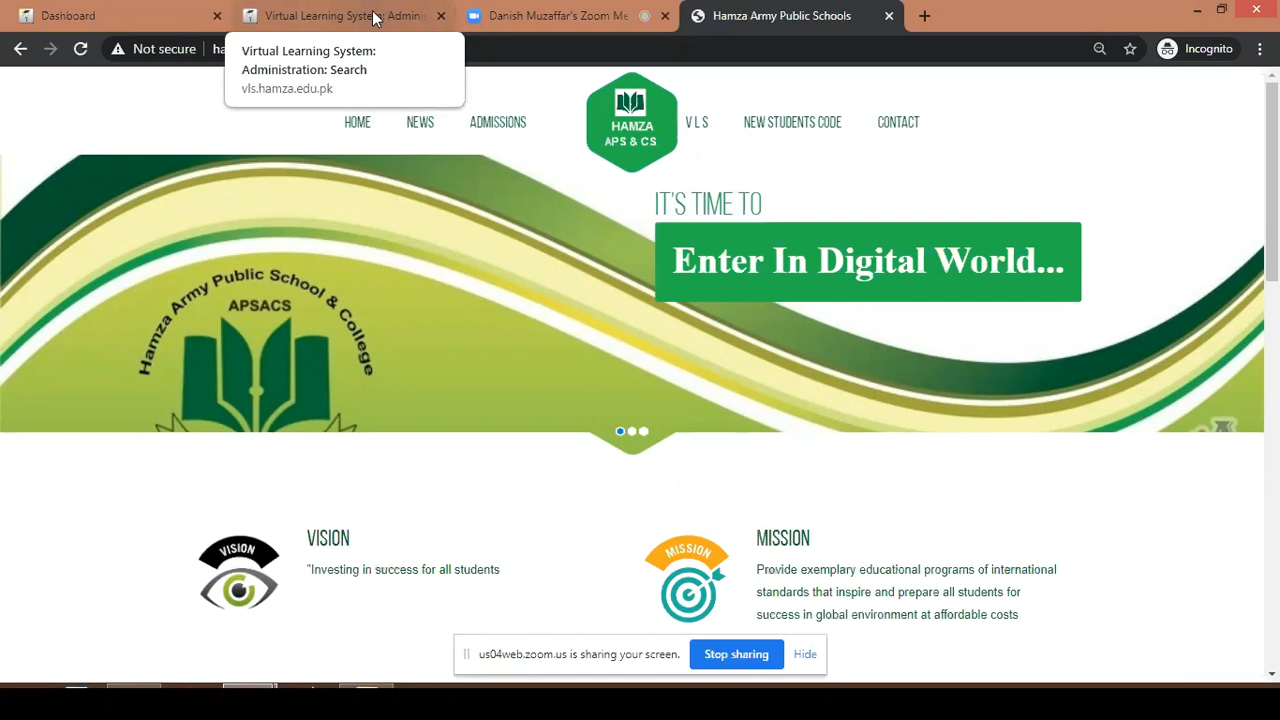 Dashboard
Virtual Learning System: Adminis
Danish Muzaffar's Zoom Me
Hamza Army Public Schools
Not secure
ha
Incognito
Virtual Learning System:
Administration: Search
vls.hamza.edu.pk
HOME
NEWS
ADMISSIONS
HAMZA
APS & CS.
V L S
NEW STUDENTS CODE
CONTACT
IT'S TIME TO
Enter In Digital World...
Hamza Army Public School & College
APSACS
VISION
VISION
"Investing in success for all students
MISSION
MISSION
Provide exemplary educational programs of international
standards that inspire and prepare all students for
success in global environment at affordable costs
us04web.zoom.us is sharing your screen.
Stop sharing
Hide